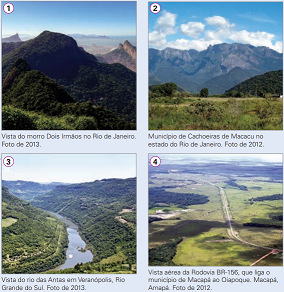 1
Vista do morro Dois Irmãos no Rio de Janeiro.
Foto de 2013.
2
Município de Cachoeiras de Macacu no
estado do Rio de Janeiro. Foto de 2012.
3
Vista do rio das Antas em Veranópolis, Rio
Grande do Sul. Foto de 2013.
4
Vista aérea da Rodovia BR-156, que liga o
município de Macapá ao Oiapoque. Macapá,
Amapá. Foto de 2012.